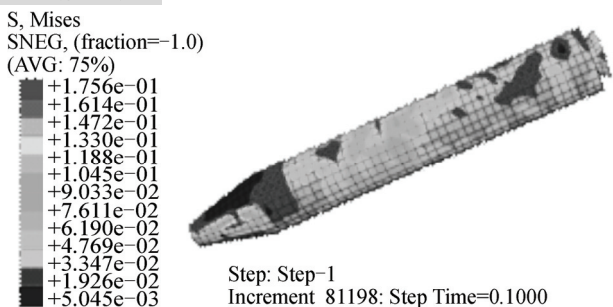 S, Mises
SNEG, (fraction=−1.0)
(AVG: 75%)
+1.756e−01
+1.614e−01
+1.472e−01
+1.330e−01
+1.188e−01
+1.045e−01
+9.033e−02
+7.611e−02
+6.190e−02
+4.769e−02
+3.347e−02
+1.926e−02
+5.045e−03
Step: Step−1
Increment 81198: Step Time=0.1000